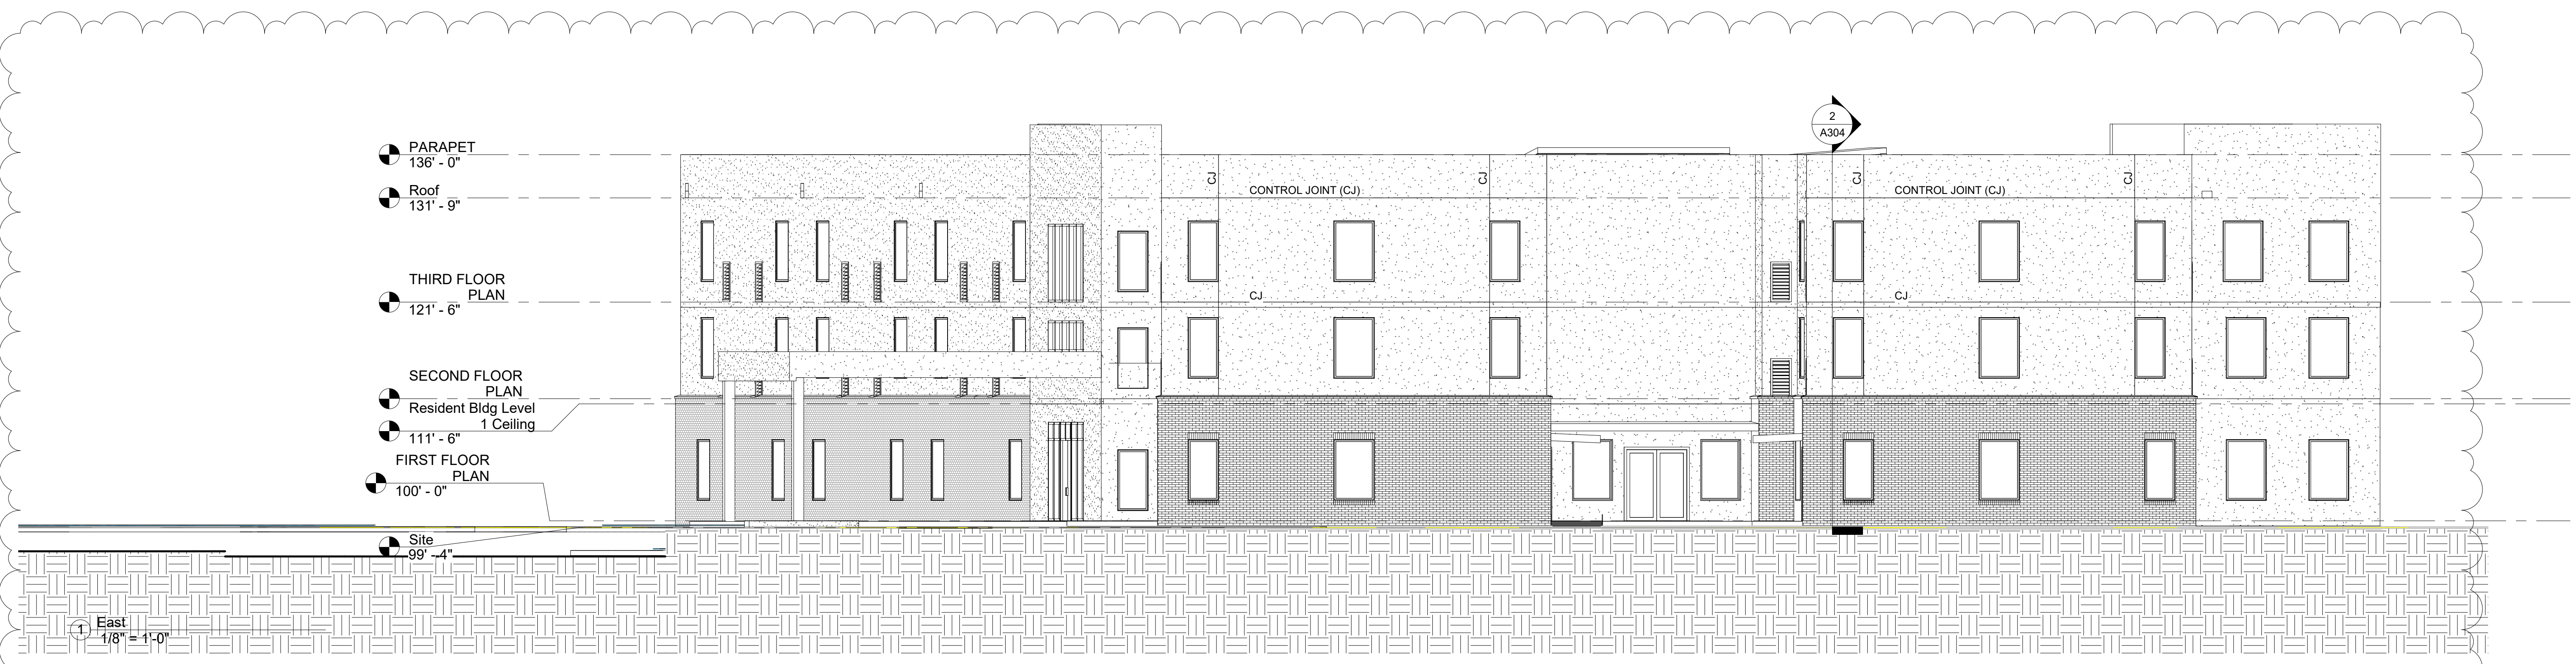 2
A304
PARAPET
136' - 0"
Roof
131' - 9"
CJ
CJ
CJ
CJ
CONTROL JOINT (CJ)
CONTROL JOINT (CJ)
THIRD FLOOR
PLAN
121' - 6"
CJ
CJ
SECOND FLOOR
PLAN
Resident Bldg Level
1 Ceiling
111' - 6"
FIRST FLOOR
PLAN
100' - 0"
Site
99' - 4"
1
East
1/8" = 1'-0"